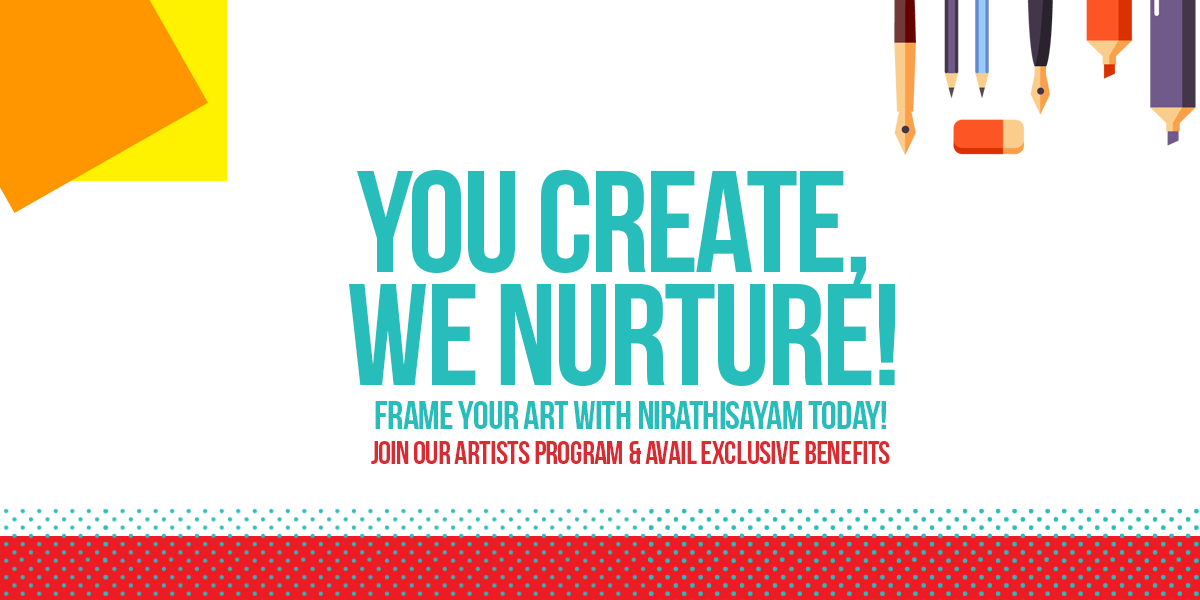 YOU CREATE,
WE NURTURE!
FRAME YOUR ART WITH NIRATHISAYAM TODAY!
JOIN OUR ARTISTS PROGRAM & AVAIL EXCLUSIVE BENEFITS